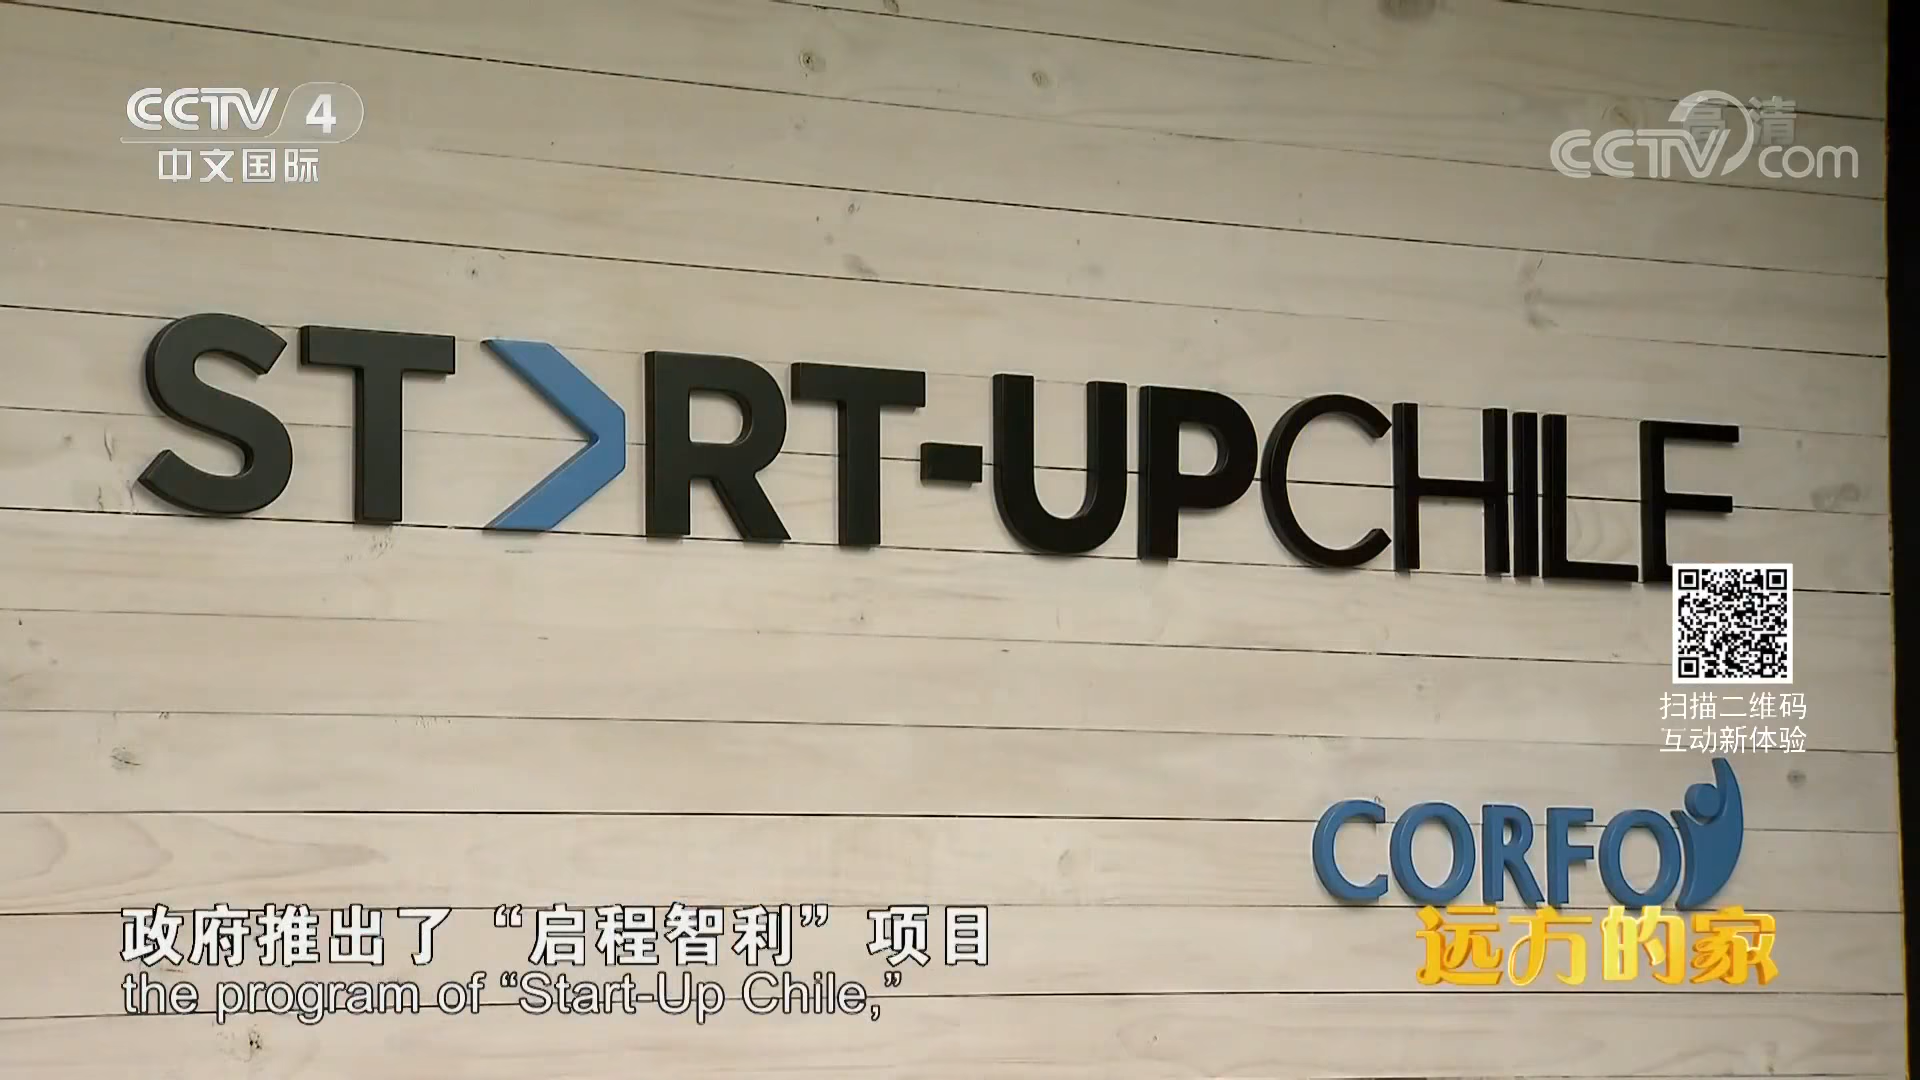 CCTV 4
中文国际
高清
CCTV.com
START-UPCHILE
扫描二维码
互动新体验
CORFO
远方的家
政府推出了“启程智利”项目
the program of “Start-Up Chile,”